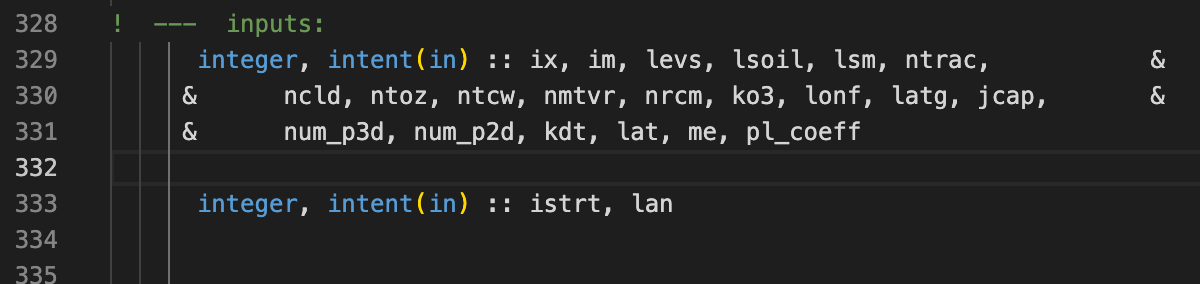 328 !  ---  inputs:
329       integer, intent(in) :: ix, im, levs, lsoil, lsm, ntrac,           &
330      &      ncld, ntoz, ntcw, nmtvr, nrcm, ko3, lonf, latg, jcap,       &
331      &      num_p3d, num_p2d, kdt, lat, me, pl_coeff
332
333       integer, intent(in) :: istrt, lan
334
335